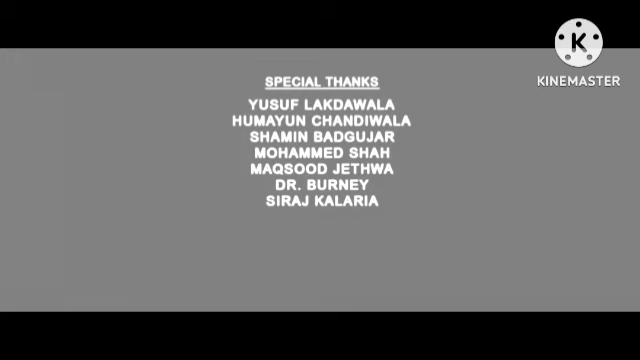 SPECIAL THANKS
YUSUF LAKDAWALA
HUMAYUN CHANDIWALA
SHAMIN BADGUJAR
MOHAMMED SHAH
MAQSOOD JETHWA
DR. BURNEY
SIRAJ KALARIA
K
KINEMASTER